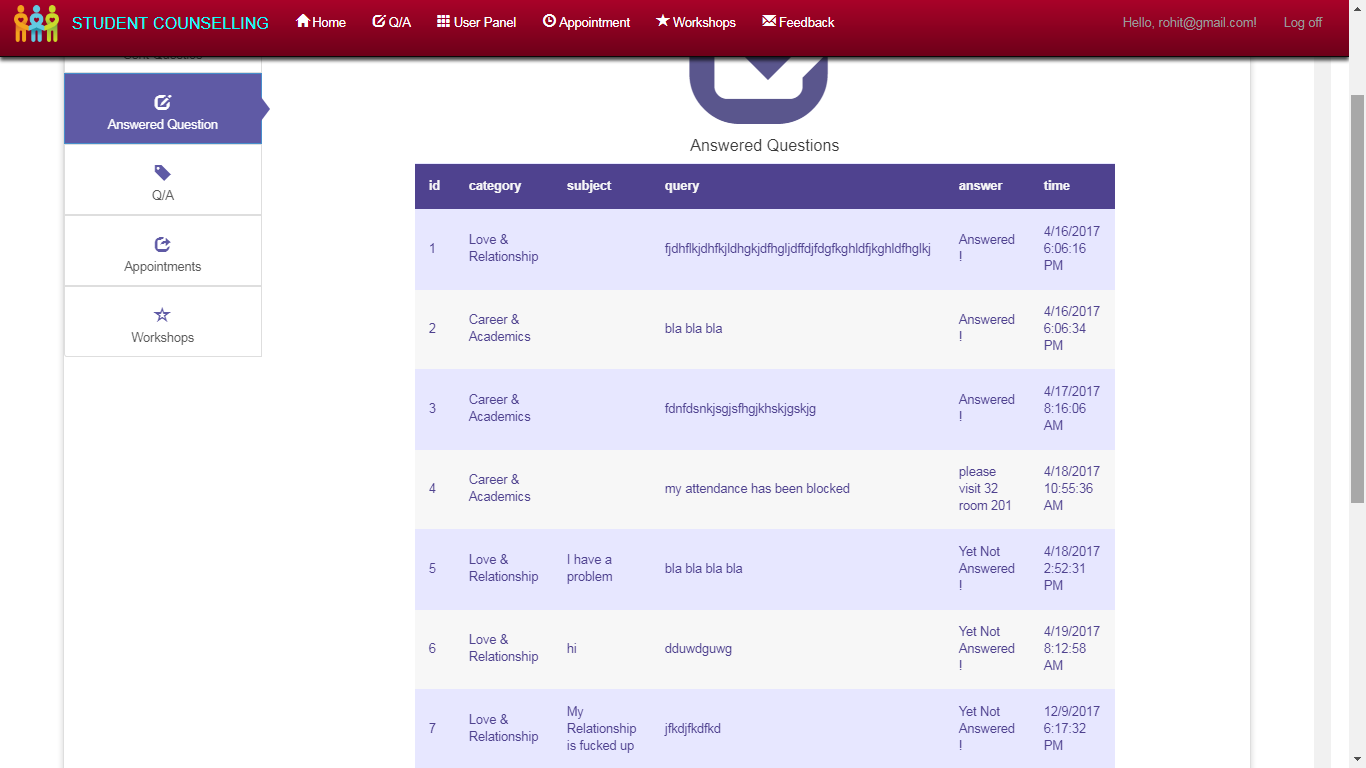 STUDENT COUNSELLING Home Q/A User Panel Appointment Workshops Feedback Hello, rohit@gmail.com! Log off
Answered Question
Q/A
Appointments
Workshops
Answered Questions
id category subject query answer time
1 Love & Relationship fjdhflkjdhfkjldhgkjdfhgljdffdjfdgfkghldfjkghldfhglkj Answered ! 4/16/2017 6:06:16 PM
2 Career & Academics bla bla bla Answered ! 4/16/2017 6:06:34 PM
3 Career & Academics fdnfdsnkjsgjsfhgjkhskjgskjg Answered ! 4/17/2017 8:16:06 AM
4 Career & Academics my attendance has been blocked please visit 32 room 201 4/18/2017 10:55:36 AM
5 Love & Relationship I have a problem bla bla bla bla Yet Not Answered ! 4/18/2017 2:52:31 PM
6 Love & Relationship hi dduwdguwg Yet Not Answered ! 4/19/2017 8:12:58 AM
7 Love & Relationship My Relationship is fucked up jfkdjfkdfkd Yet Not Answered ! 12/9/2017 6:17:32 PM